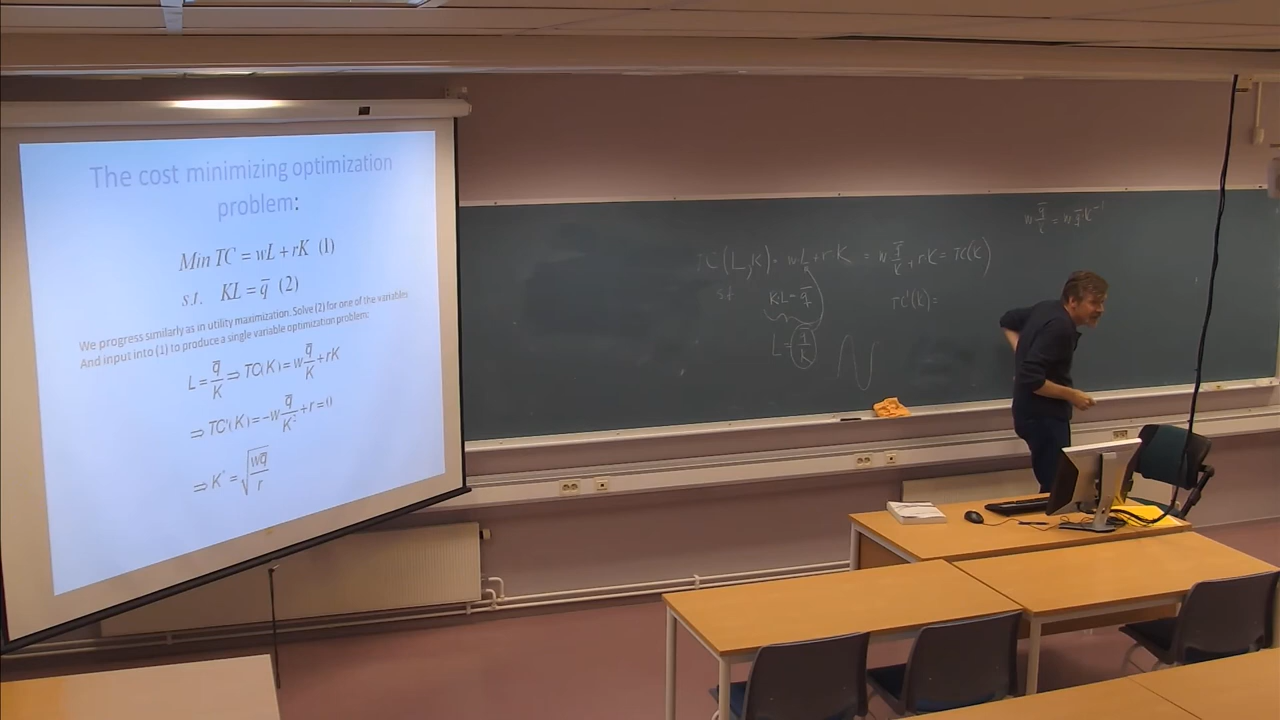 The cost minimizing optimization
problem:
Min TC = wL + rK (1)
s.t. KL = q̅ (2)
We progress similarly as in utility maximization. Solve (2) for one of the variables
And input into (1) to produce a single variable optimization problem:
L = q̅/K ⇒ TC(K) = w q̅/K + rK
⇒ TC'(K) = −w q̅/K² + r = 0
⇒ K* = √(wq̅/r)
w q̅/K = w q̅ K⁻¹
TC(L,K) = wL + rK = w q̅/K + rK = TC(K)
st K·L = q̅
TC'(K) =
L = q̅/K